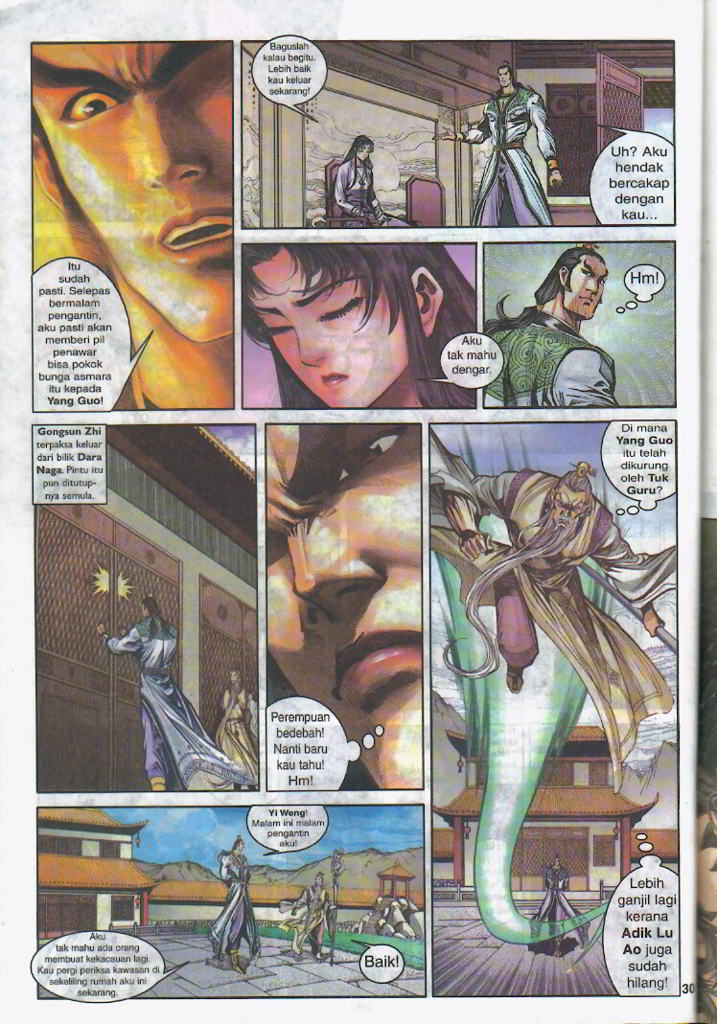 Itu
sudah
pasti. Selepas
bermalam
pengantin,
aku pasti akan
memberi pil
penawar
bisa pokok
bunga asmara
itu kepada
Yang Guo!
Baguslah
kalau begitu.
Lebih baik
kau keluar
sekarang!
Uh? Aku
hendak
bercakap
dengan
kau...
Aku
tak mahu
dengar.
Hm!
Gongsun Zhi
terpaksa keluar
dari bilik Dara
Naga. Pintu itu
pun ditutup-
nya semula.
Perempuan
bedebah!
Nanti baru
kau tahu!
Hm!
Di mana
Yang Guo
itu telah
dikurung
oleh Tuk
Guru?
Lebih
ganjil lagi
kerana
Adik Lu
Ao juga
sudah
hilang!
Yi Weng!
Malam ini malam
pengantin
aku!
Aku
tak mahu ada orang
membuat kekacauan lagi.
Kau pergi periksa kawasan di
sekeliling rumah aku ini
sekarang.
Baik!
30